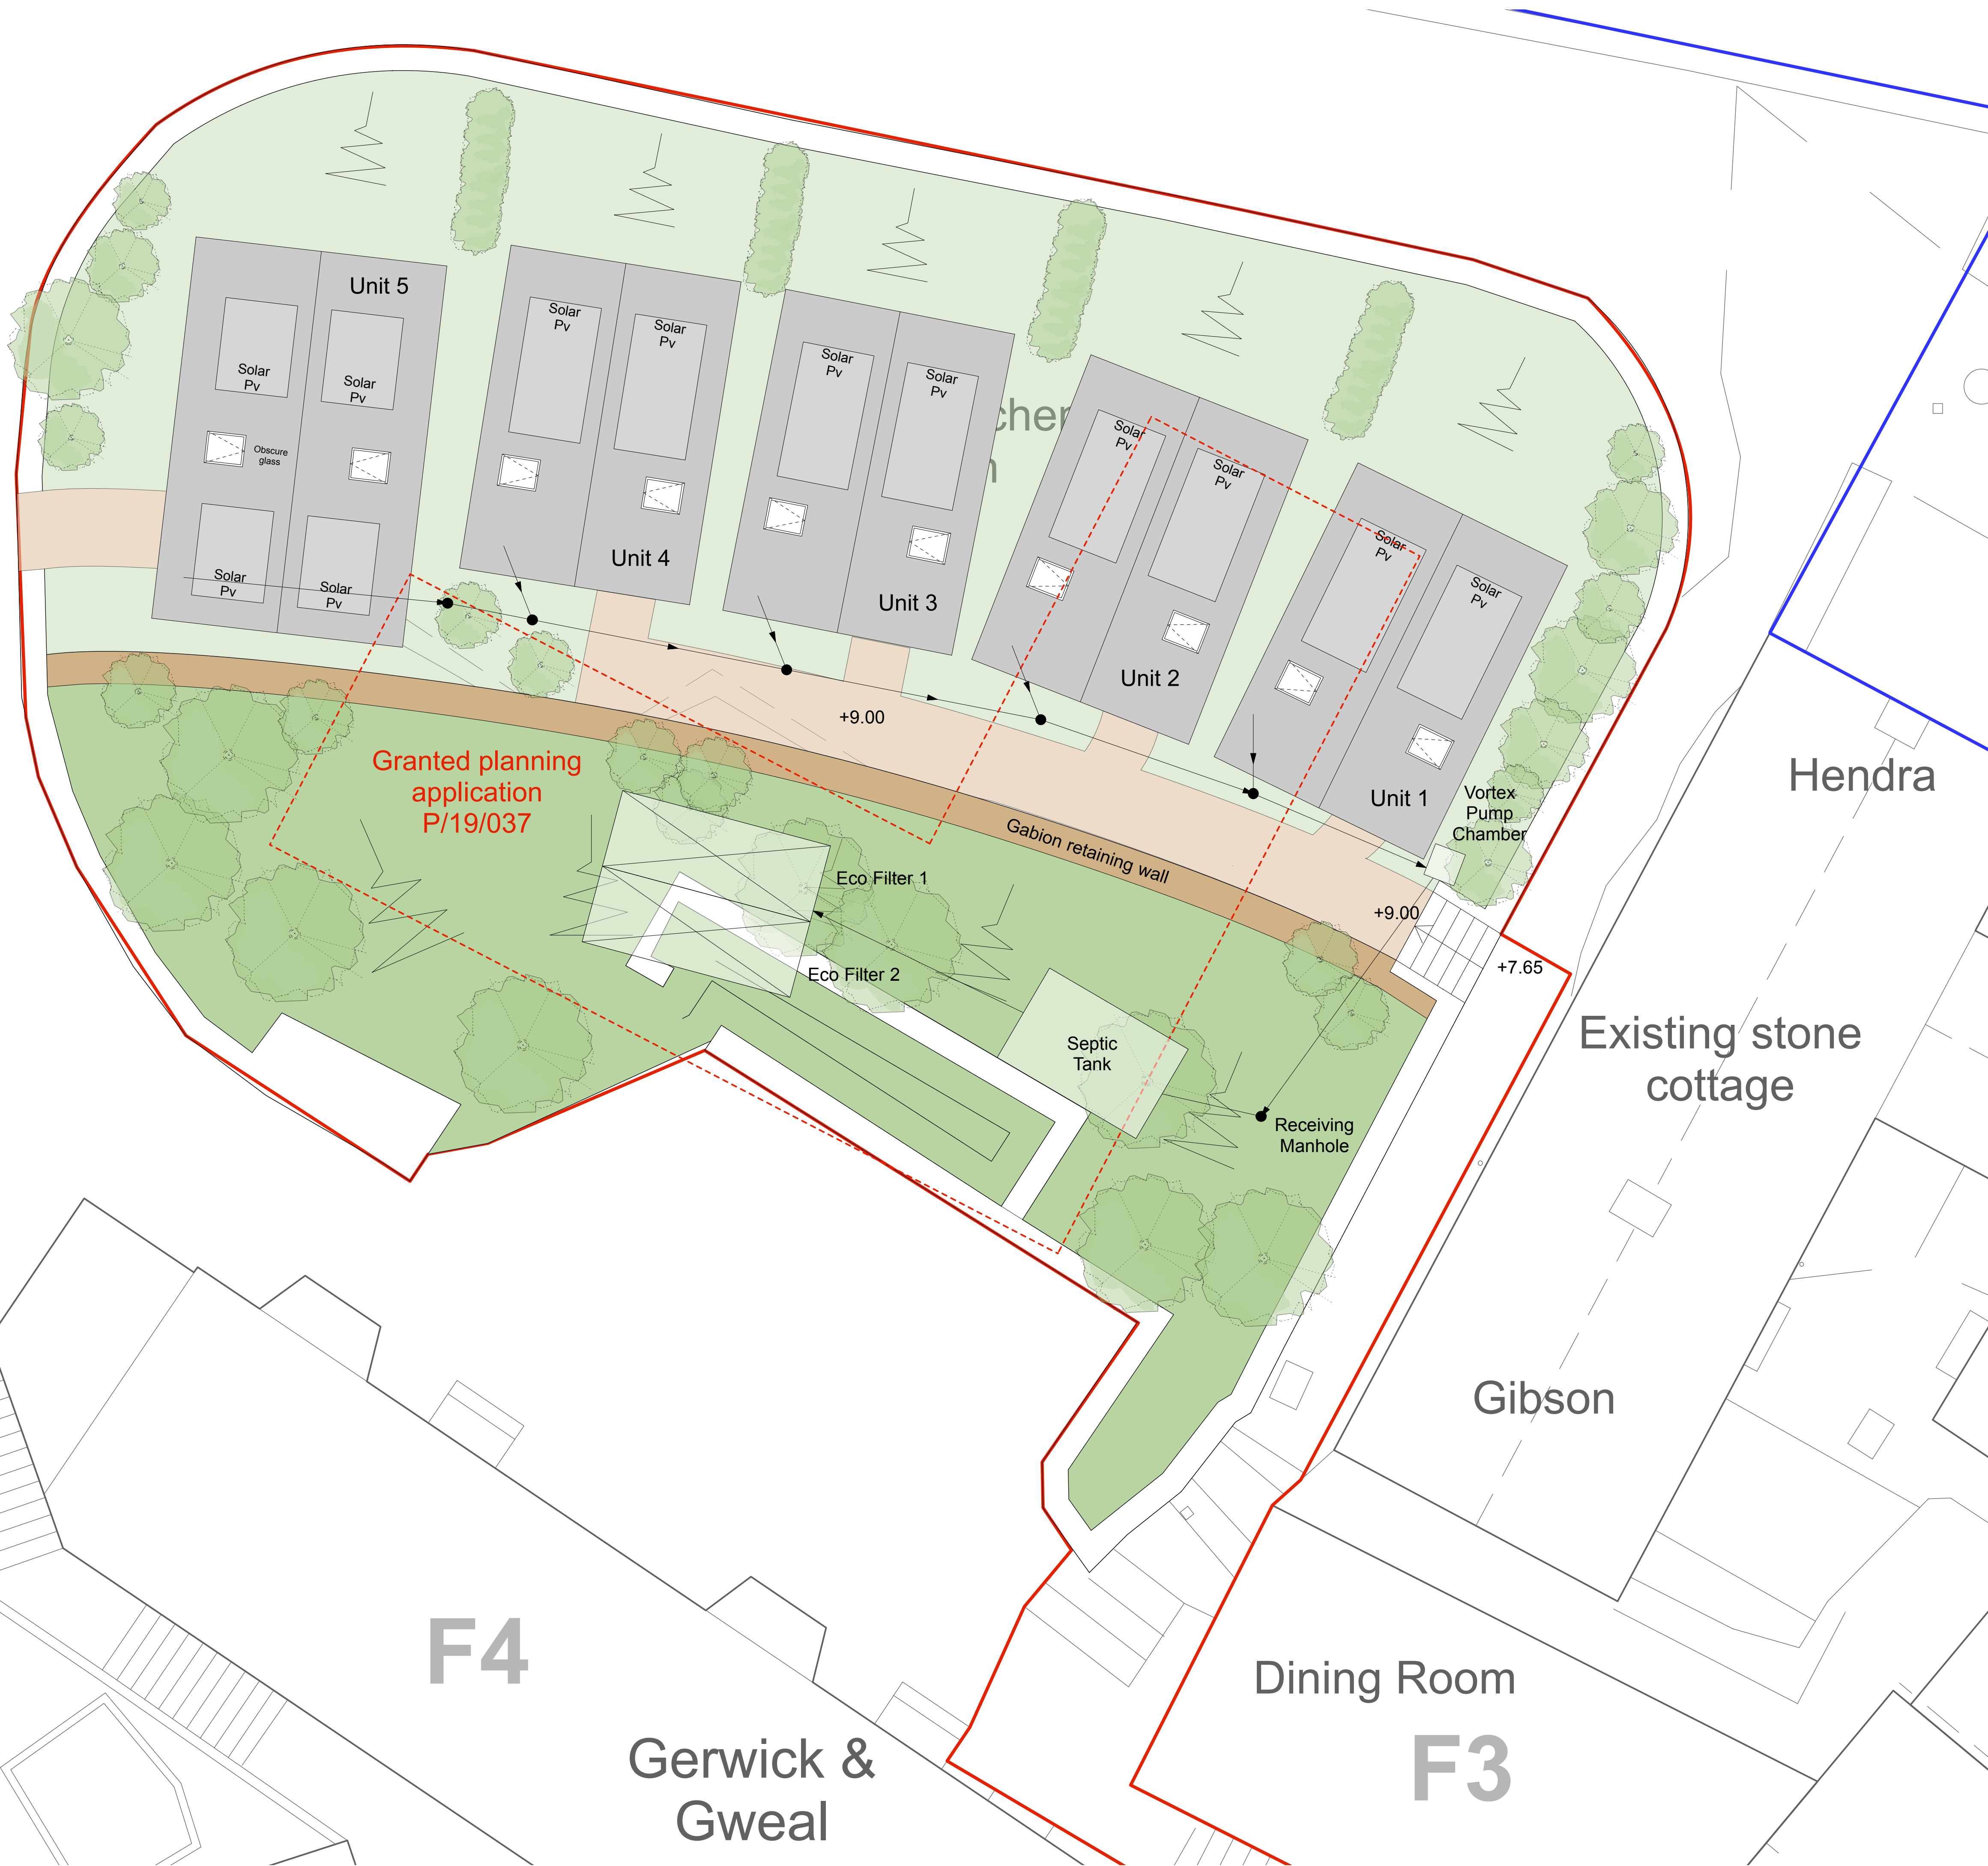 Unit 5
Solar
Pv
Solar
Pv
Obscure
glass
Solar
Pv
Solar
Pv
Solar
Pv
Solar
Pv
Unit 4
Solar
Pv
Solar
Pv
Unit 3
Solar
Pv
Solar
Pv
Unit 2
Solar
Pv
Solar
Pv
Unit 1
Vortex
Pump
Chamber
Hendra
+9.00
Granted planning
application
P/19/037
Gabion retaining wall
Eco Filter 1
+9.00
+7.65
Eco Filter 2
Septic
Tank
Existing stone
cottage
Receiving
Manhole
Gibson
F4
Dining Room
F3
Gerwick &
Gweal